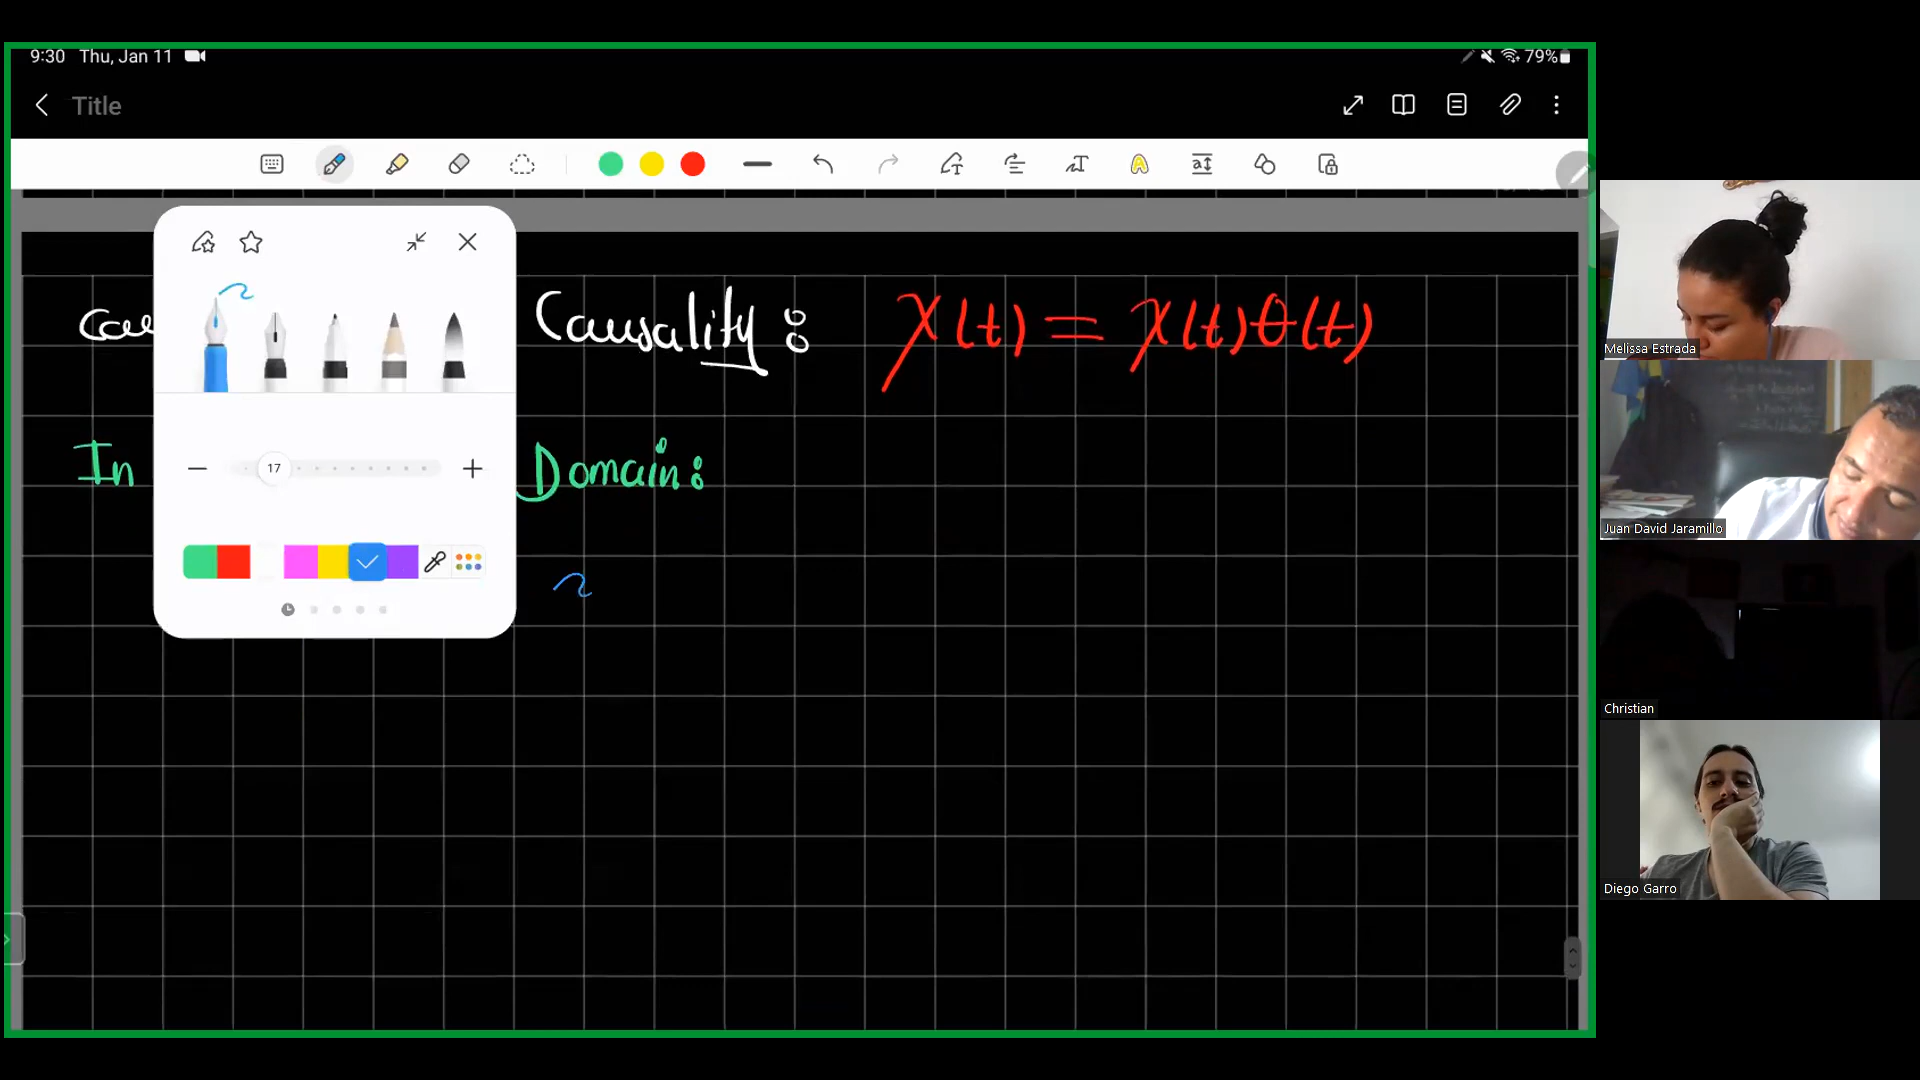 9:30 Thu, Jan 11 79%
Title
Cau Causality: χ(t) = χ(t)θ(t)
In Domain:
17
Melissa Estrada
Juan David Jaramillo
Christian
Diego Garro